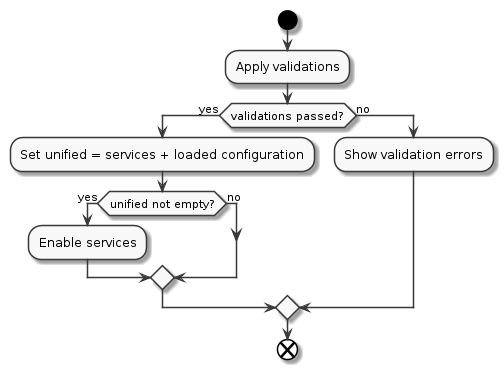 Apply validations
yes
validations passed?
no
Set unified = services + loaded configuration
Show validation errors
yes
unified not empty?
no
Enable services